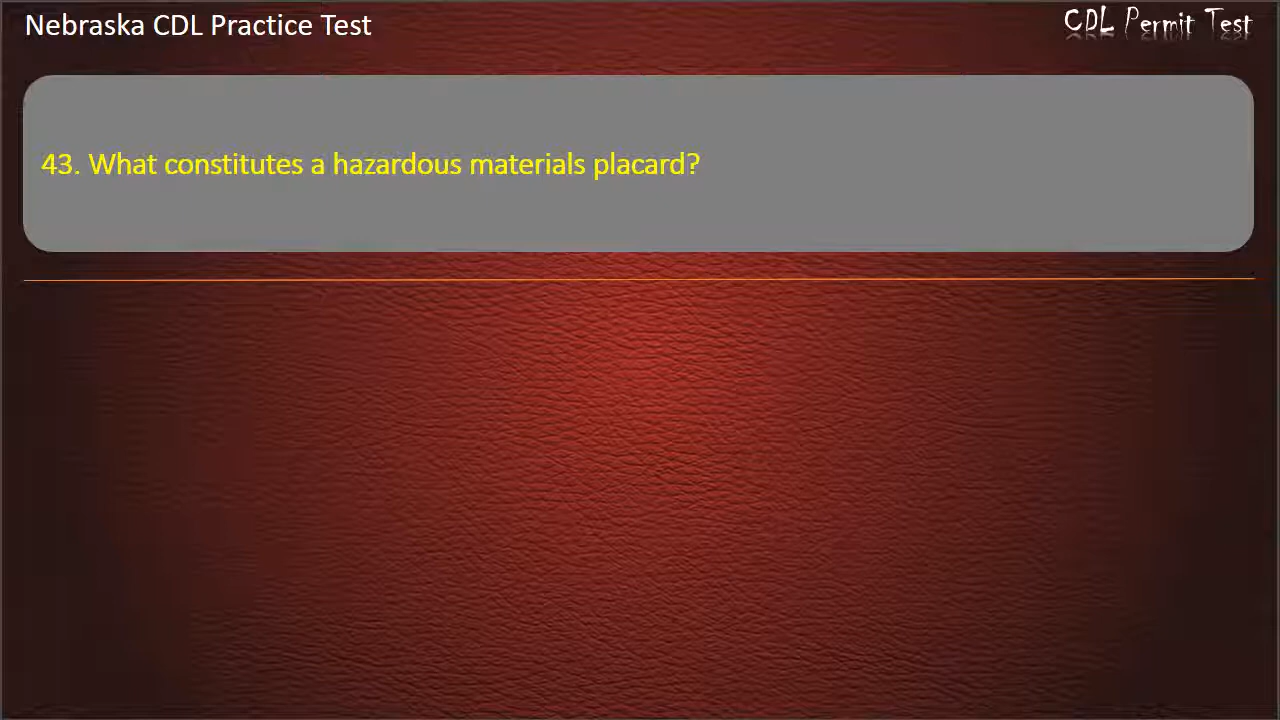 Nebraska CDL Practice Test
CDL Permit Test
43. What constitutes a hazardous materials placard?